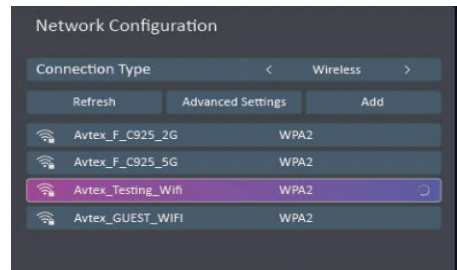 Network Configuration
Connection Type < Wireless >
Refresh Advanced Settings Add
Avtex_F_C925_2G WPA2
Avtex_F_C925_5G WPA2
Avtex_Testing_Wifi WPA2
Avtex_GUEST_WIFI WPA2